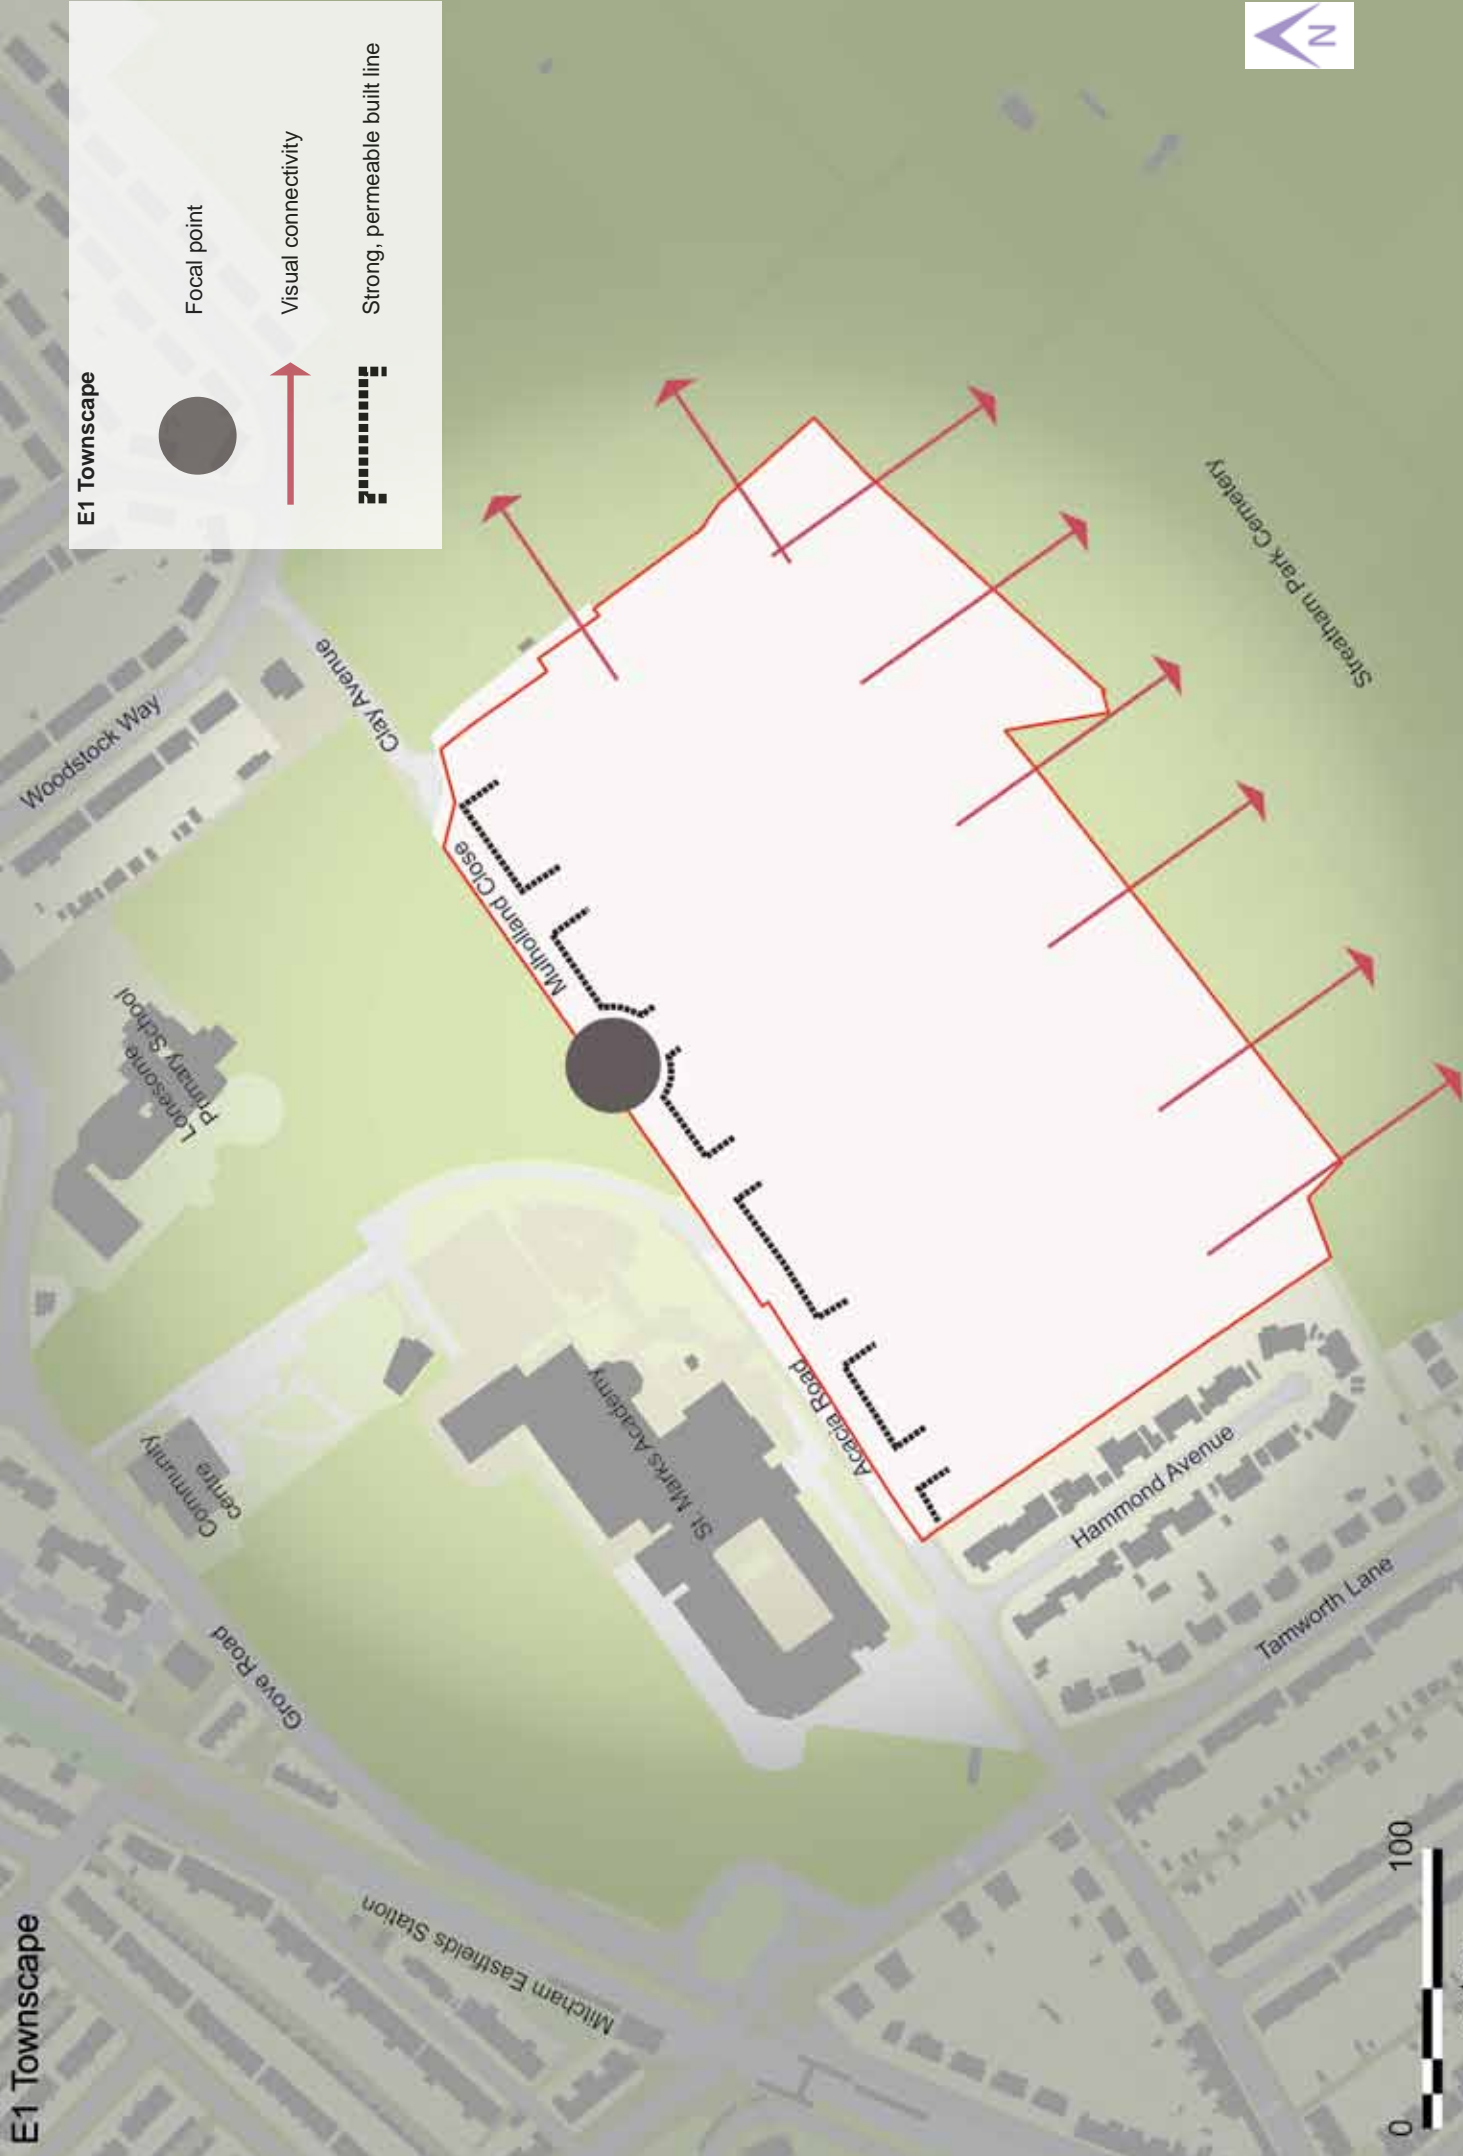 E1 Townscape
E1 Townscape
Focal point
Visual connectivity
Strong, permeable built line
N
Woodstock Way
Clay Avenue
Lonesome
Primary School
Mulholland Close
Community
centre
Grove Road
St. Marks Academy
Acacia Road
Streatham Park Cemetery
Hammond Avenue
Tamworth Lane
Mitcham Eastfields Station
0
100